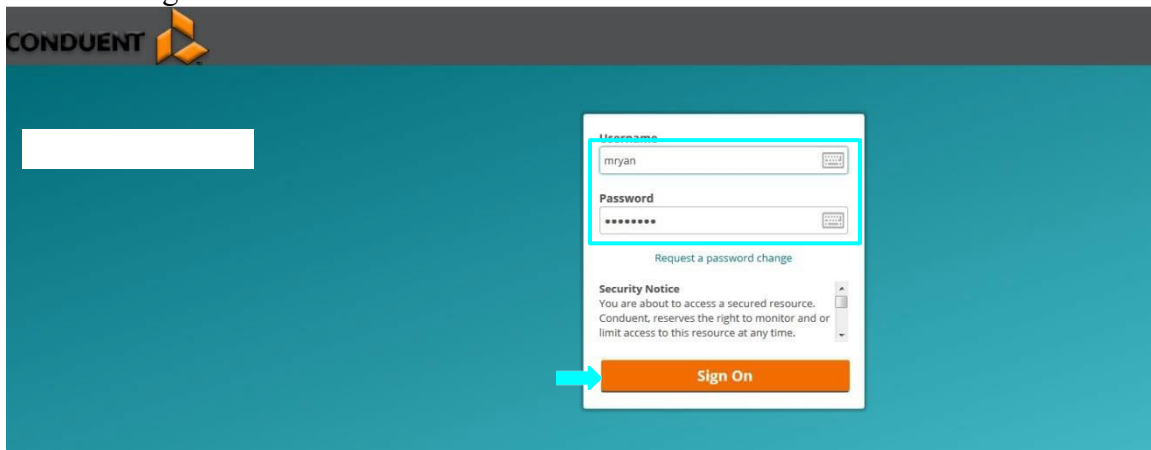 CONDUENT
Username
mryan
Password
••••••••
Request a password change
Security Notice
You are about to access a secured resource.
Conduent, reserves the right to monitor and or
limit access to this resource at any time.
Sign On